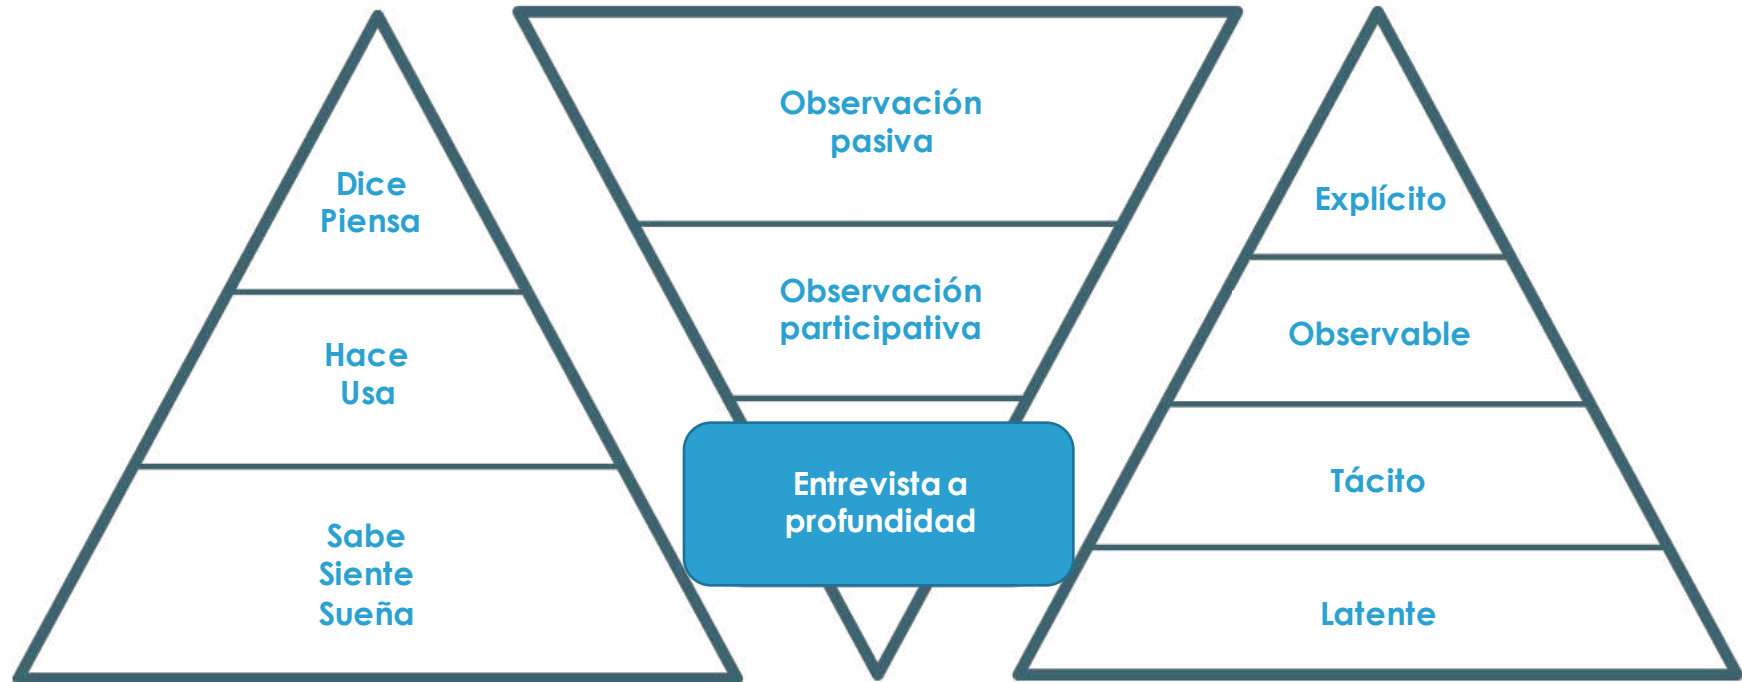 Dice
Piensa
Hace
Usa
Sabe
Siente
Sueña
Observación
pasiva
Observación
participativa
Entrevista a
profundidad
Explícito
Observable
Tácito
Latente